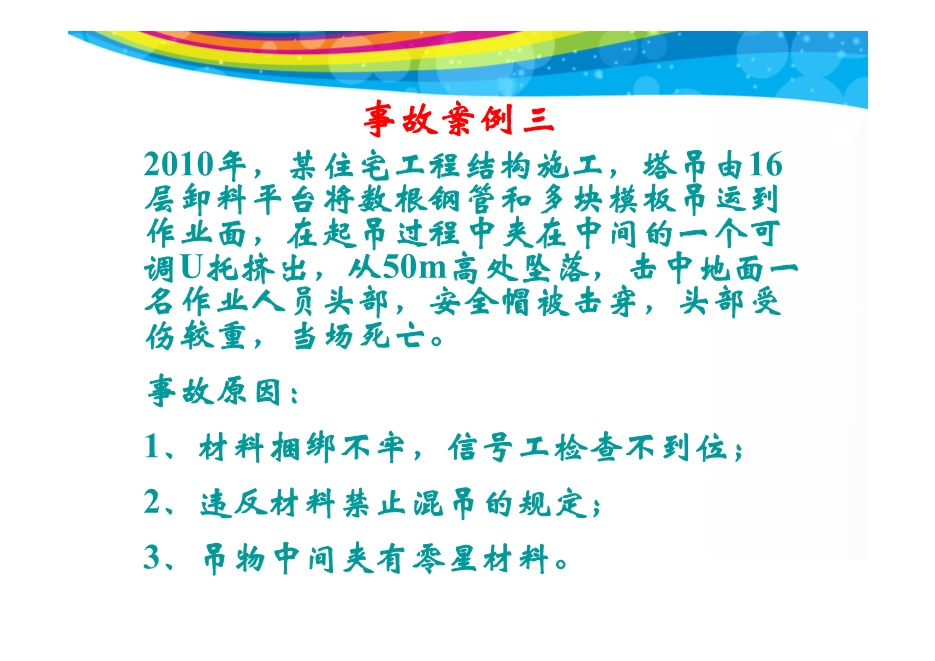 事故案例三
2010年，某住宅工程结构施工，塔吊由16
层卸料平台将数根钢管和多块模板吊运到
作业面，在起吊过程中夹在中间的一个可
调U托挤出，从50m高处坠落，击中地面一
名作业人员头部，安全帽被击穿，头部受
伤较重，当场死亡。
事故原因：
1、材料捆绑不牢，信号工检查不到位；
2、违反材料禁止混吊的规定；
3、吊物中间夹有零星材料。